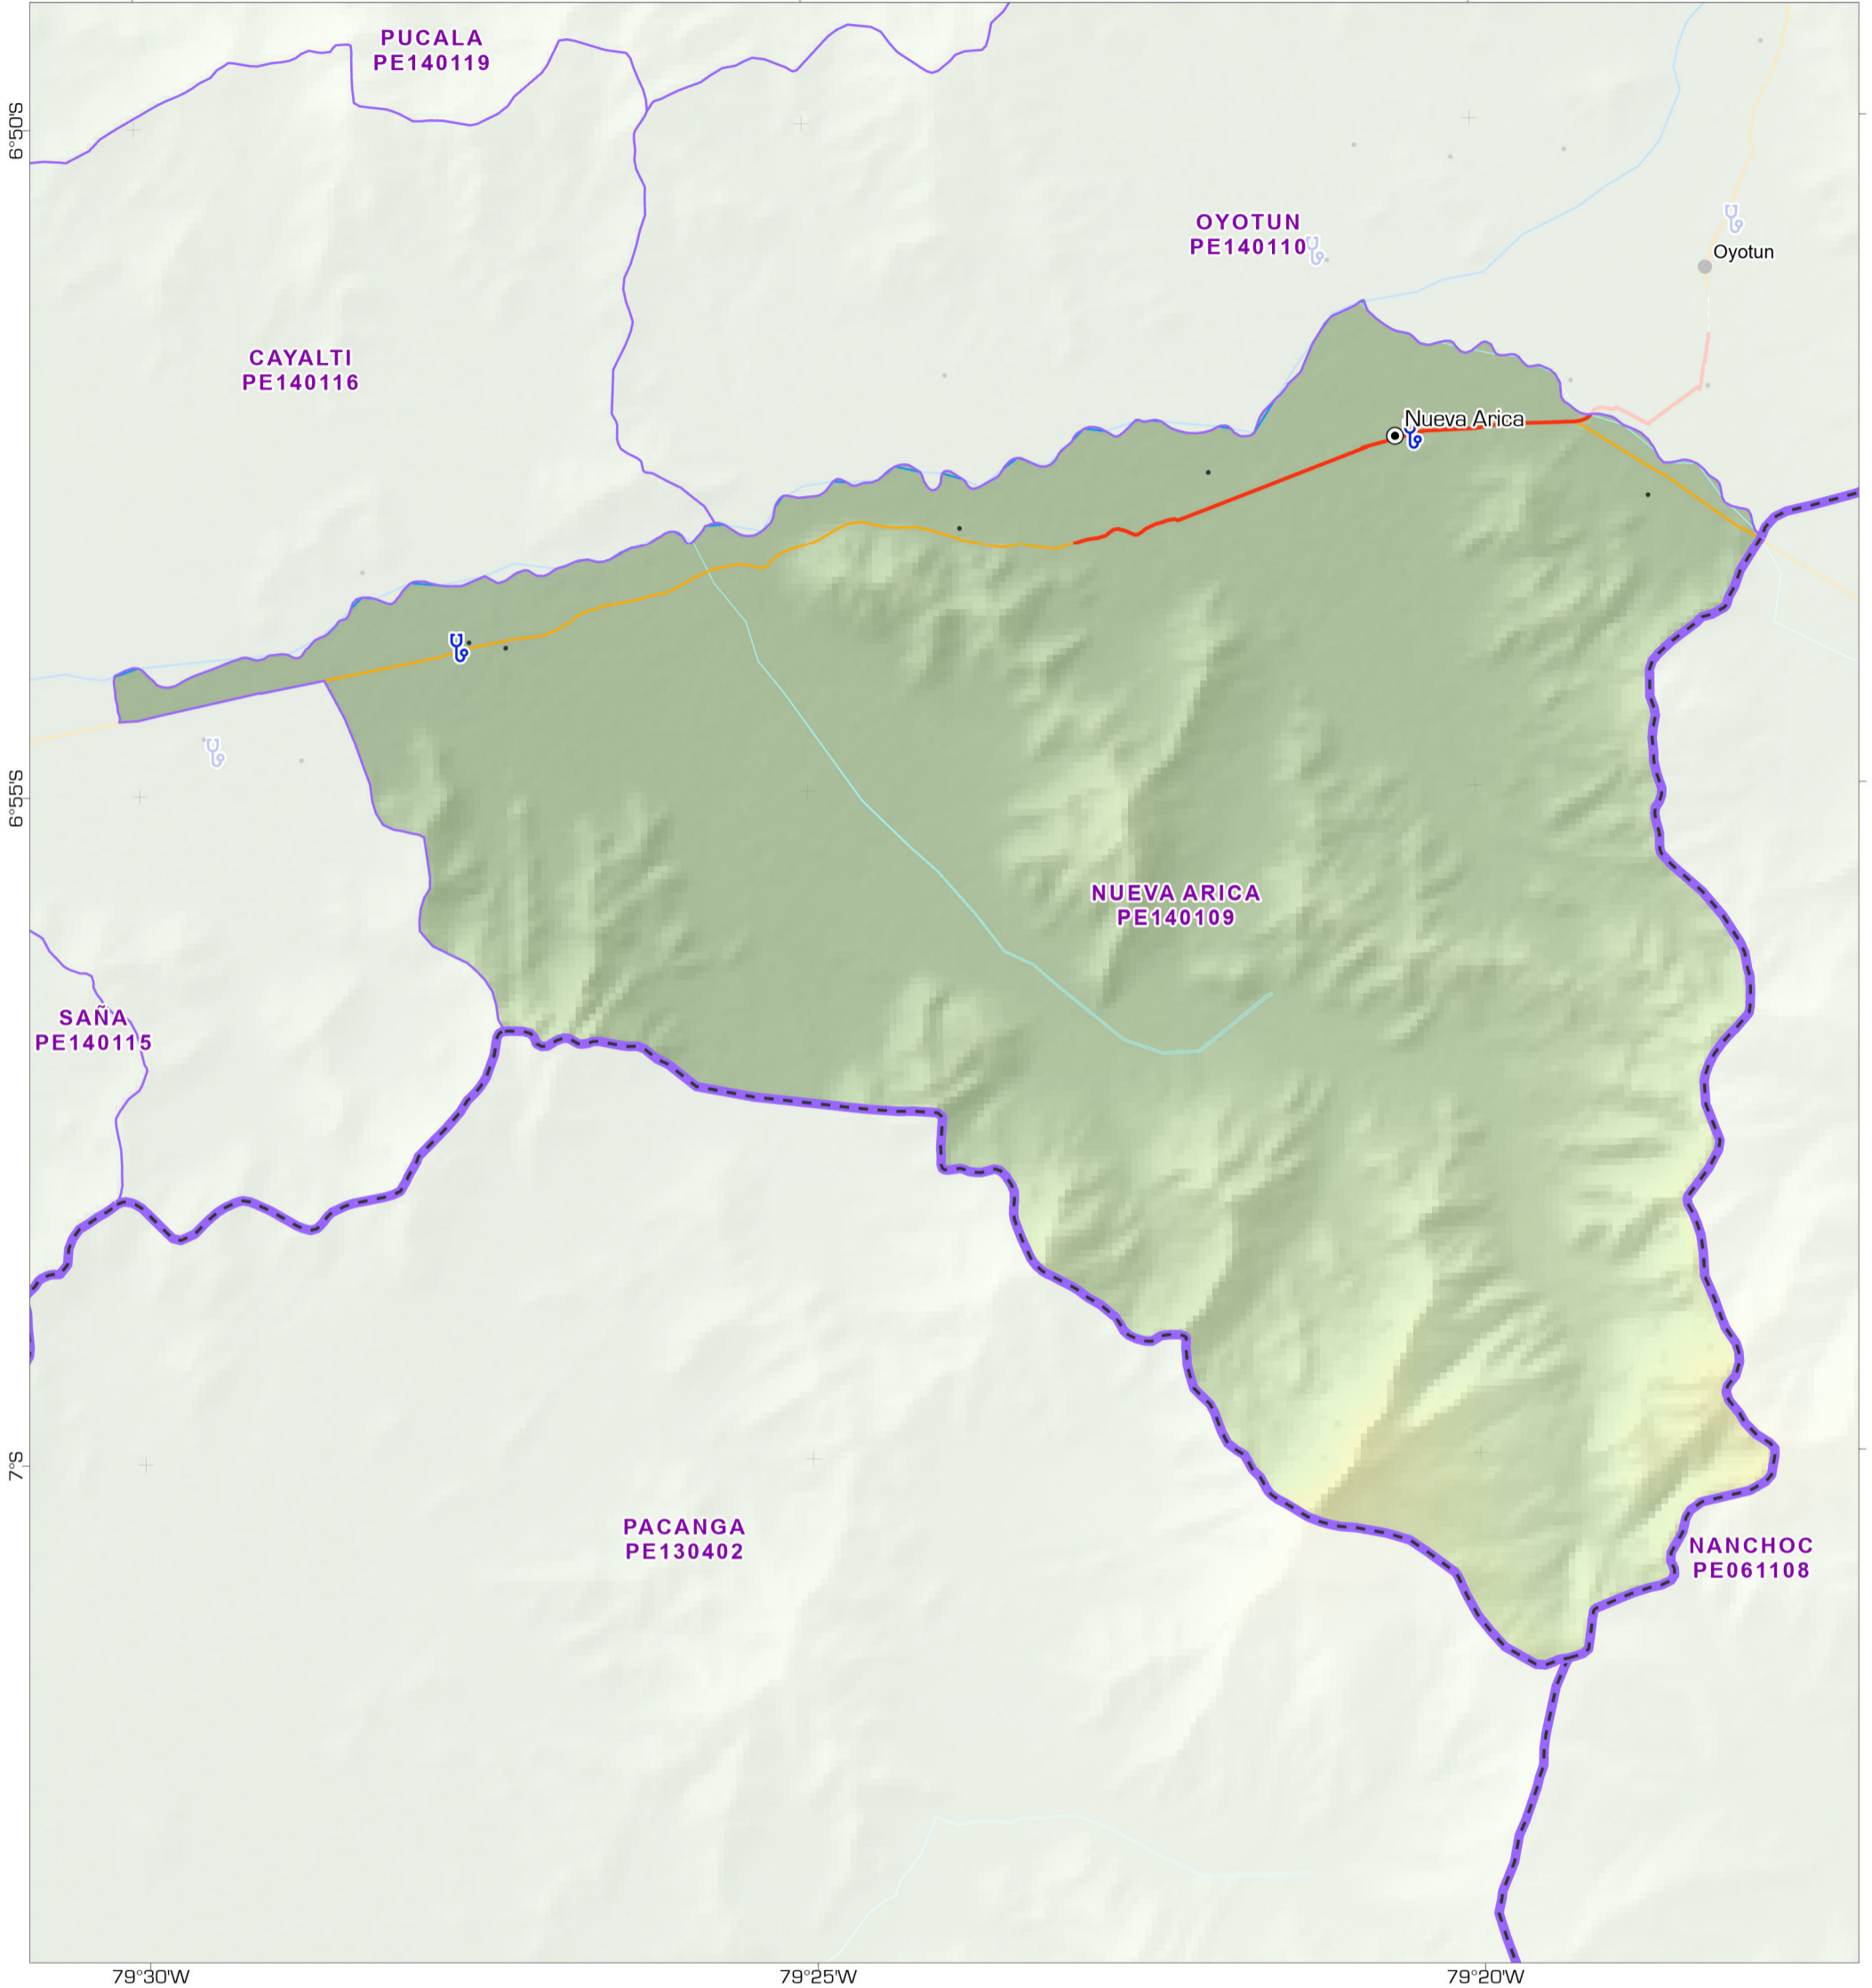 PUCALA
PE140119
6°50'S
OYOTUN
PE140110
Oyotun
CAYALTI
PE140116
Nueva Arica
6°55'S
NUEVA ARICA
PE140109
SAÑA
PE140115
7°S
PACANGA
PE130402
NANCHOC
PE061108
79°30'W
79°25'W
79°20'W